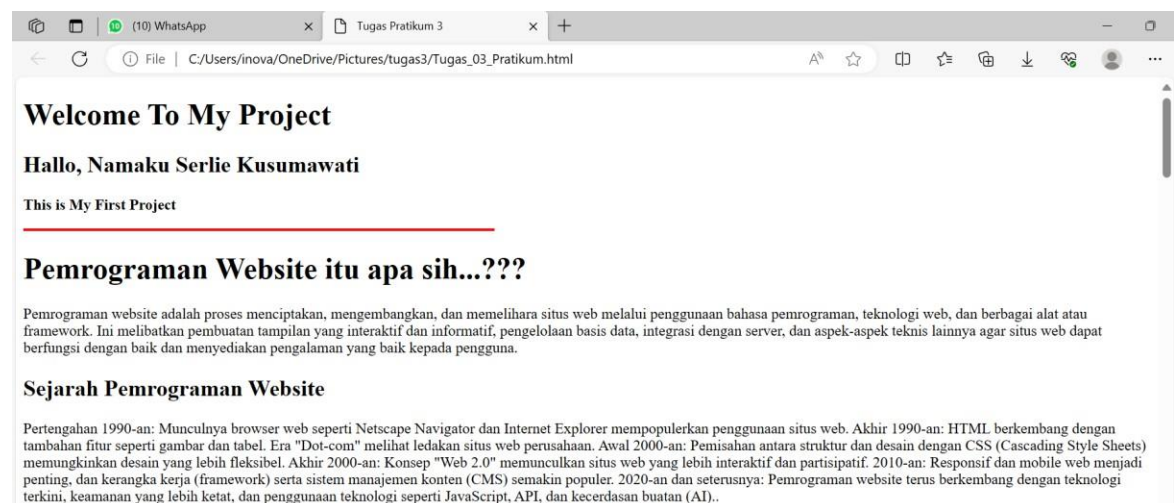 (10) WhatsApp
Tugas Pratikum 3
File | C:/Users/inova/OneDrive/Pictures/tugas3/Tugas_03_Pratikum.html
Welcome To My Project
Hallo, Namaku Serlie Kusumawati
This is My First Project
Pemrograman Website itu apa sih...???
Pemrograman website adalah proses menciptakan, mengembangkan, dan memelihara situs web melalui penggunaan bahasa pemrograman, teknologi web, dan berbagai alat atau
framework. Ini melibatkan pembuatan tampilan yang interaktif dan informatif, pengelolaan basis data, integrasi dengan server, dan aspek-aspek teknis lainnya agar situs web dapat
berfungsi dengan baik dan menyediakan pengalaman yang baik kepada pengguna.
Sejarah Pemrograman Website
Pertengahan 1990-an: Munculnya browser web seperti Netscape Navigator dan Internet Explorer mempopulerkan penggunaan situs web. Akhir 1990-an: HTML berkembang dengan
tambahan fitur seperti gambar dan tabel. Era "Dot-com" melihat ledakan situs web perusahaan. Awal 2000-an: Pemisahan antara struktur dan desain dengan CSS (Cascading Style Sheets)
memungkinkan desain yang lebih fleksibel. Akhir 2000-an: Konsep "Web 2.0" memunculkan situs web yang lebih interaktif dan partisipatif. 2010-an: Responsif dan mobile web menjadi
penting, dan kerangka kerja (framework) serta sistem manajemen konten (CMS) semakin populer. 2020-an dan seterusnya: Pemrograman website terus berkembang dengan teknologi
terkini, keamanan yang lebih ketat, dan penggunaan teknologi seperti JavaScript, API, dan kecerdasan buatan (AI)..